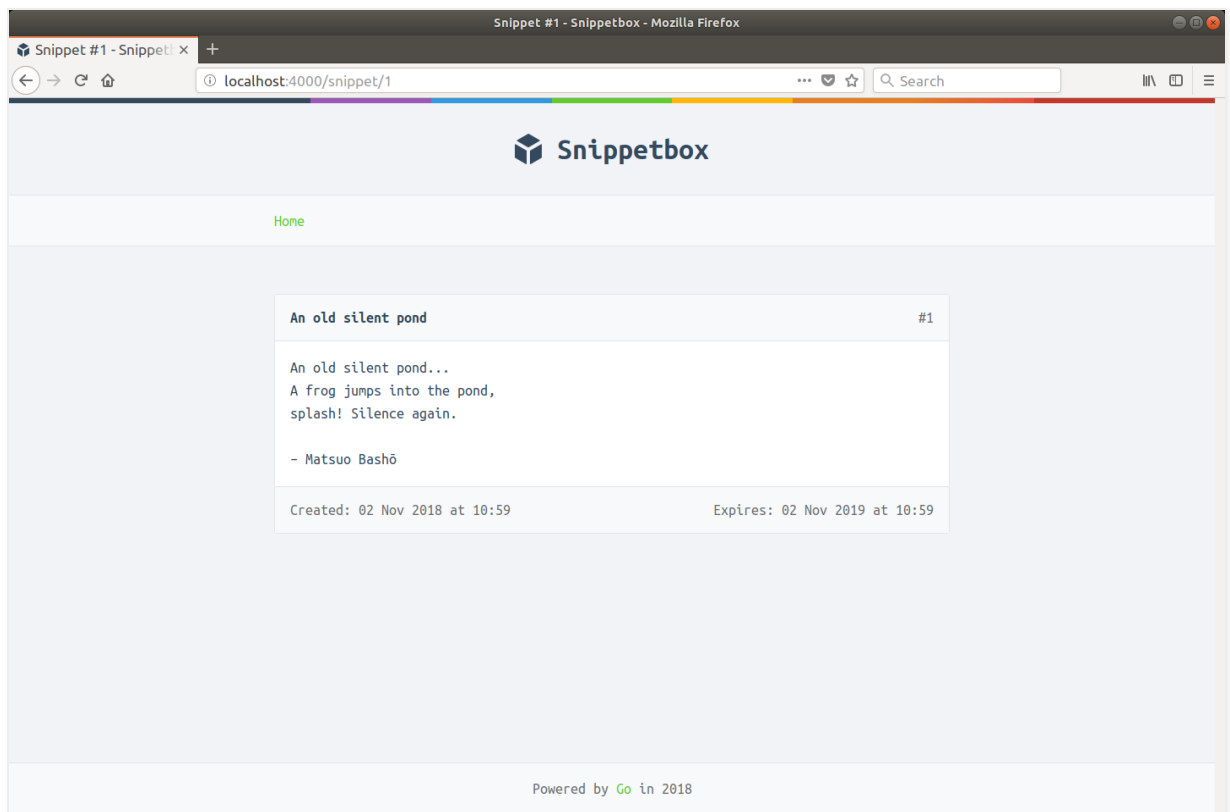 Snippet #1 - Snippetbox - Mozilla Firefox
Snippet #1 - Snippetb
localhost:4000/snippet/1
Search
Snippetbox
Home
An old silent pond #1
An old silent pond...
A frog jumps into the pond,
splash! Silence again.
– Matsuo Bashō
Created: 02 Nov 2018 at 10:59 Expires: 02 Nov 2019 at 10:59
Powered by Go in 2018